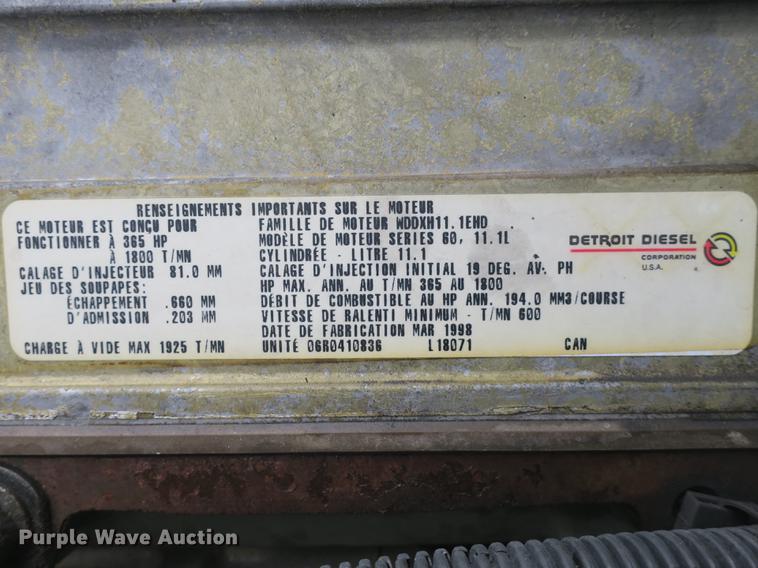 RENSEIGNEMENTS IMPORTANTS SUR LE MOTEUR
CE MOTEUR EST CONÇU POUR
FONCTIONNER À 365 HP
À 1800 T/MN
CALAGE D'INJECTEUR 81.0 MM
JEU DES SOUPAPES:
ÉCHAPPEMENT .660 MM
D'ADMISSION .203 MM
CHARGE À VIDE MAX 1925 T/MN
FAMILLE DE MOTEUR WDDXH11.1EHD
MODÈLE DE MOTEUR SERIES 60, 11.1L
CYLINDRÉE - LITRE 11.1
CALAGE D'INJECTION INITIAL 19 DEG. AV. PH
HP MAX. ANN. AU T/MN 365 AU 1800
DÉBIT DE COMBUSTIBLE AU HP ANN. 194.0 MM3/COURSE
VITESSE DE RALENTI MINIMUM - T/MN 600
DATE DE FABRICATION MAR 1998
UNITÉ 06R0410836 L18071 CAN
DETROIT DIESEL
CORPORATION
U.S.A.
Purple Wave Auction